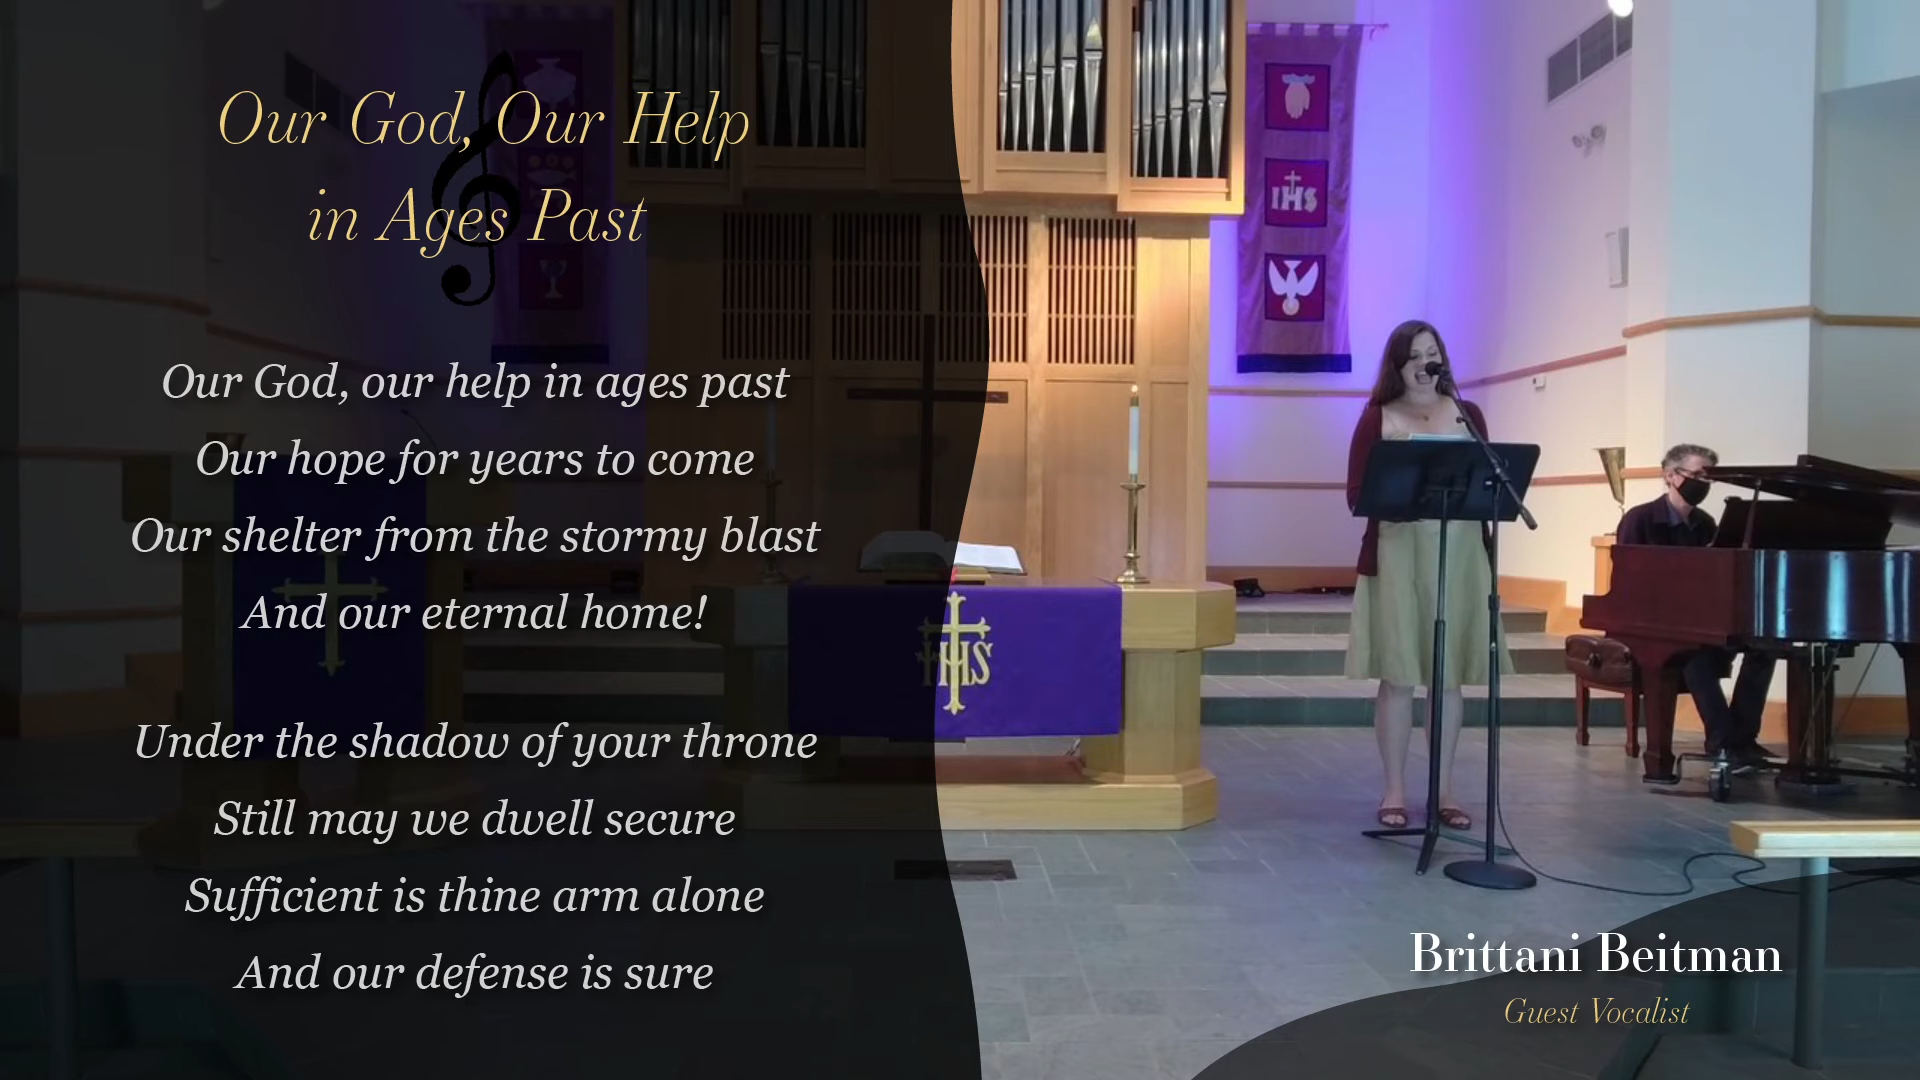 Our God, Our Help
in Ages Past
Our God, our help in ages past
Our hope for years to come
Our shelter from the stormy blast
And our eternal home!
Under the shadow of your throne
Still may we dwell secure
Sufficient is thine arm alone
And our defense is sure
IHS
IHS
Brittani Beitman
Guest Vocalist